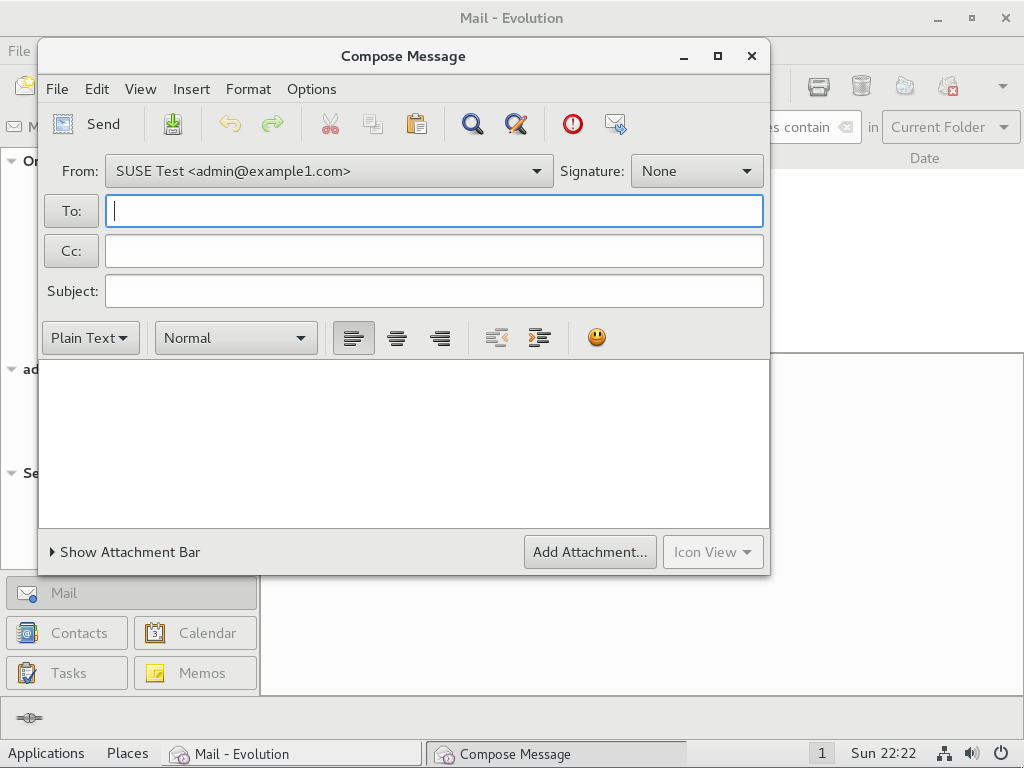 Mail - Evolution
File
Compose Message
File Edit View Insert Format Options
Send
M
es contain in Current Folder
Date
From: SUSE Test <admin@example1.com> Signature: None
On
To:
Cc:
Subject:
Plain Text Normal
ad
Se
Show Attachment Bar Add Attachment... Icon View
Mail
Contacts Calendar
Tasks Memos
Applications Places Mail - Evolution Compose Message 1 Sun 22:22